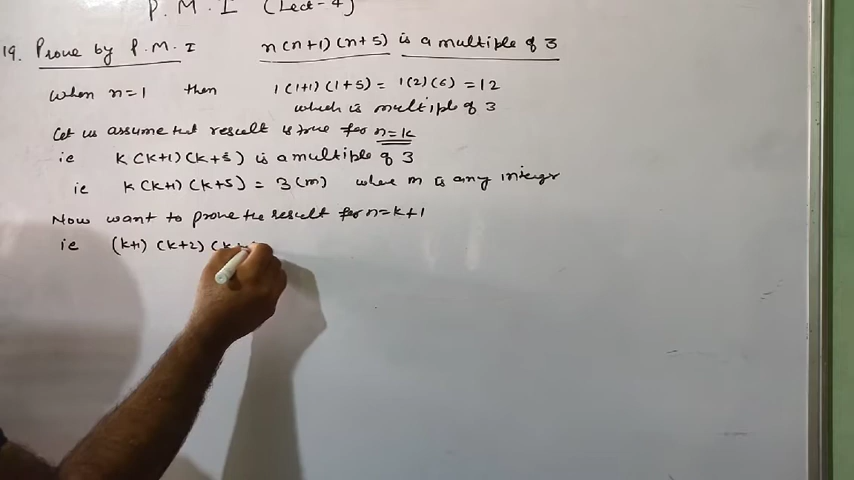 P. M. I (Lect-4)
19. Prove by P.M.I n(n+1)(n+5) is a multiple of 3
When n=1 then 1(1+1)(1+5) = 1(2)(6) = 12
which is multiple of 3
Let us assume that result is true for n=k
ie k(k+1)(k+5) is a multiple of 3
ie k(k+1)(k+5) = 3(m) where m is any integer
Now want to prove the result for n=k+1
ie (k+1) (k+2) (k+